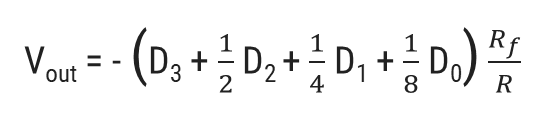 V_out = - (D_3 + 1/2 D_2 + 1/4 D_1 + 1/8 D_0) R_f/R